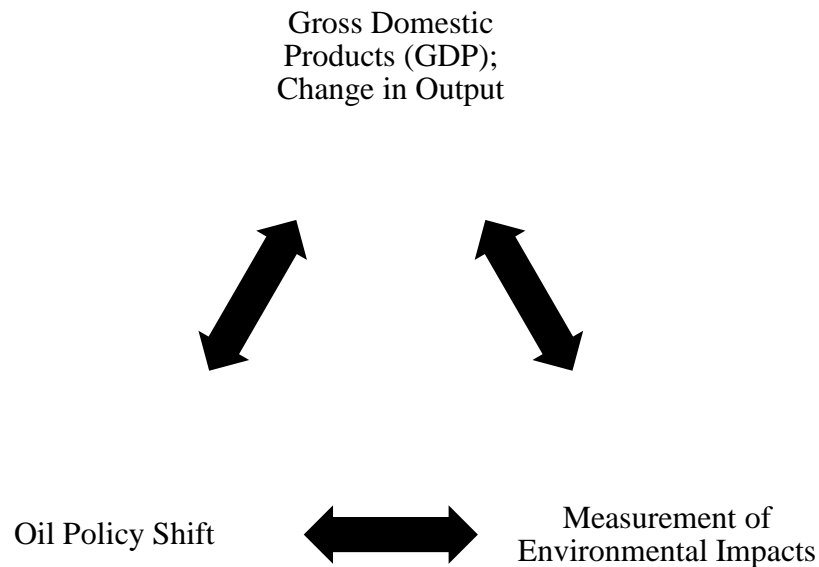 Gross Domestic
Products (GDP);
Change in Output
Oil Policy Shift
Measurement of
Environmental Impacts